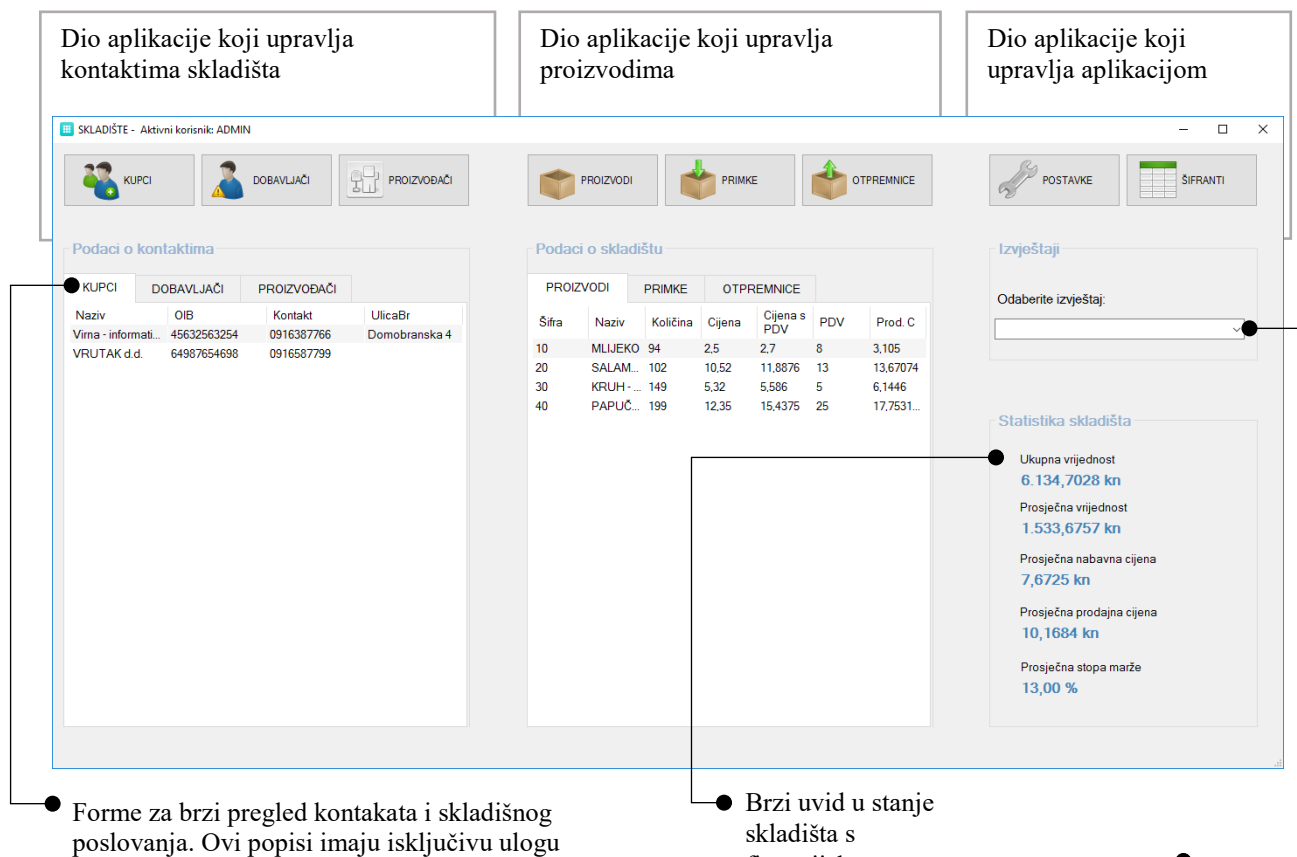 Dio aplikacije koji upravlja
kontaktima skladišta
Dio aplikacije koji upravlja
proizvodima
Dio aplikacije koji
upravlja aplikacijom
SKLADIŠTE - Aktivni korisnik: ADMIN
KUPCI DOBAVLJAČI PROIZVOĐAČI PROIZVODI PRIMKE OTPREMNICE POSTAVKE ŠIFRANTI
Podaci o kontaktima
KUPCI DOBAVLJAČI PROIZVOĐAČI
Naziv OIB Kontakt UlicaBr
Virna - informati... 45632563254 0916387766 Domobranska 4
VRUTAK d.d. 64987654698 0916587799
Podaci o skladištu
PROIZVODI PRIMKE OTPREMNICE
Šifra Naziv Količina Cijena Cijena s PDV PDV Prod. C
10 MLIJEKO 94 2,5 2,7 8 3,105
20 SALAM... 102 10,52 11,8876 13 13,67074
30 KRUH - ... 149 5,32 5,586 5 6,1446
40 PAPUČ... 199 12,35 15,4375 25 17,7531...
Izvještaji
Odaberite izvještaj:
Statistika skladišta
Ukupna vrijednost
6.134,7028 kn
Prosječna vrijednost
1.533,6757 kn
Prosječna nabavna cijena
7,6725 kn
Prosječna prodajna cijena
10,1684 kn
Prosječna stopa marže
13,00 %
Forme za brzi pregled kontakata i skladišnog
poslovanja. Ovi popisi imaju isključivu ulogu
Brzi uvid u stanje
skladišta s